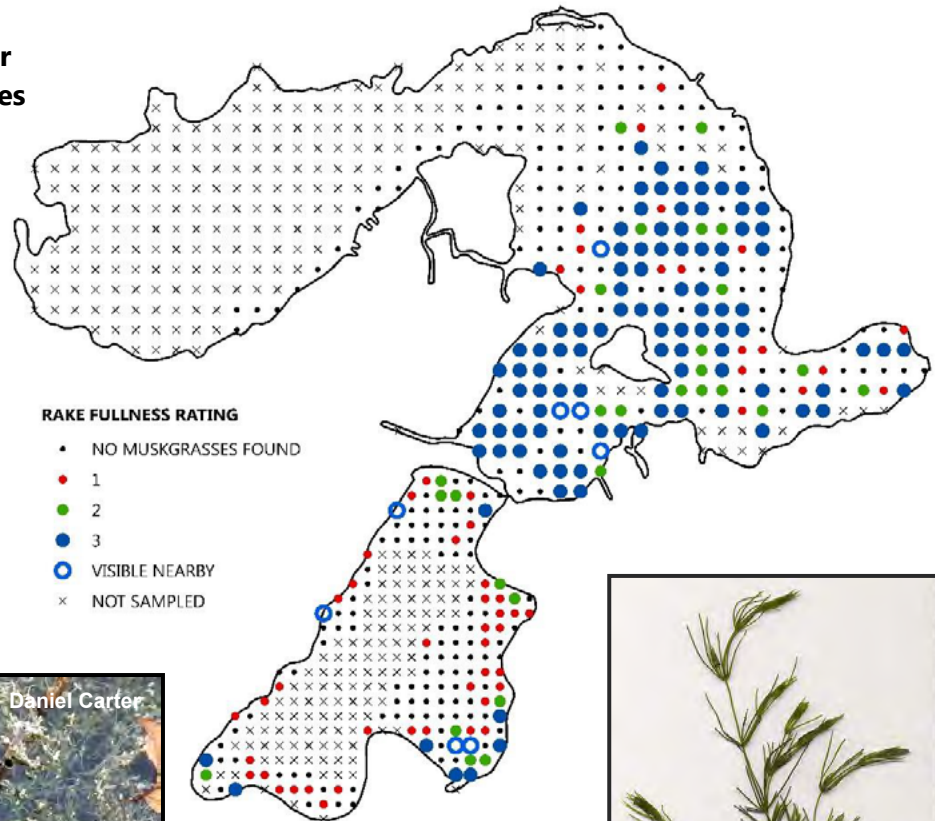 r
es
RAKE FULLNESS RATING
NO MUSKGRASSES FOUND
1
2
3
VISIBLE NEARBY
NOT SAMPLED
Daniel Carter